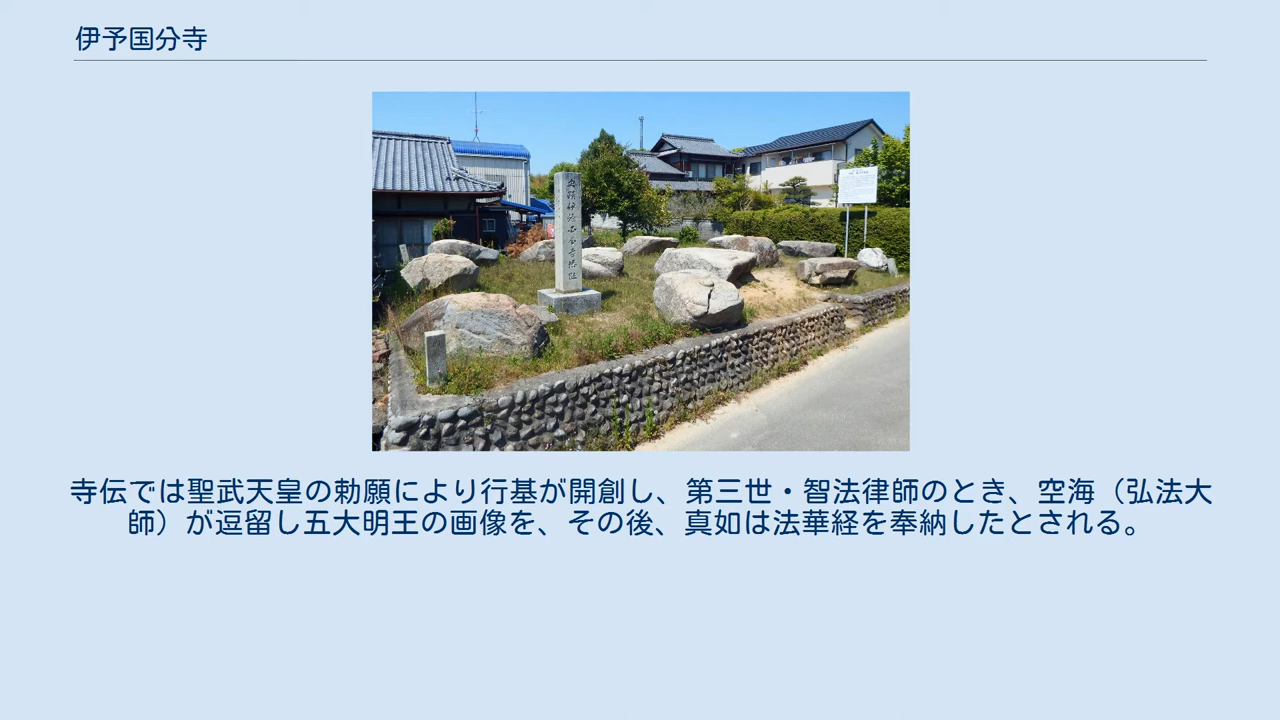 伊予国分寺
寺伝では聖武天皇の勅願により行基が開創し、第三世・智法律師のとき、空海（弘法大
師）が逗留し五大明王の画像を、その後、真如は法華経を奉納したとされる。